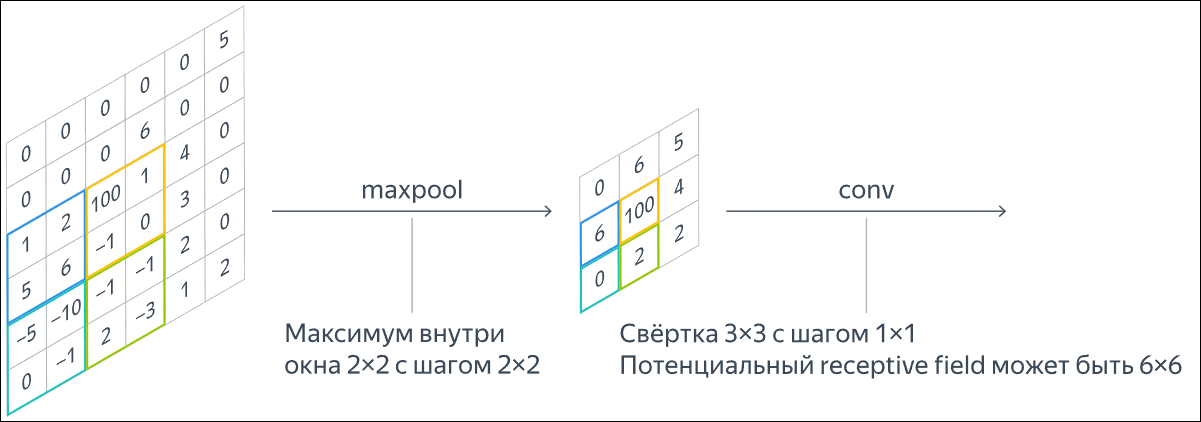 0 0 0 0 0 5
0 0 0 6 0 0
1 2 100 1 4 0
5 6 –1 0 3 0
–5 –10 –1 –1 2 0
0 –1 2 –3 1 2
maxpool
Максимум внутри
окна 2×2 с шагом 2×2
0 6 5
6 100 4
0 2 2
conv
Свёртка 3×3 с шагом 1×1
Потенциальный receptive field может быть 6×6